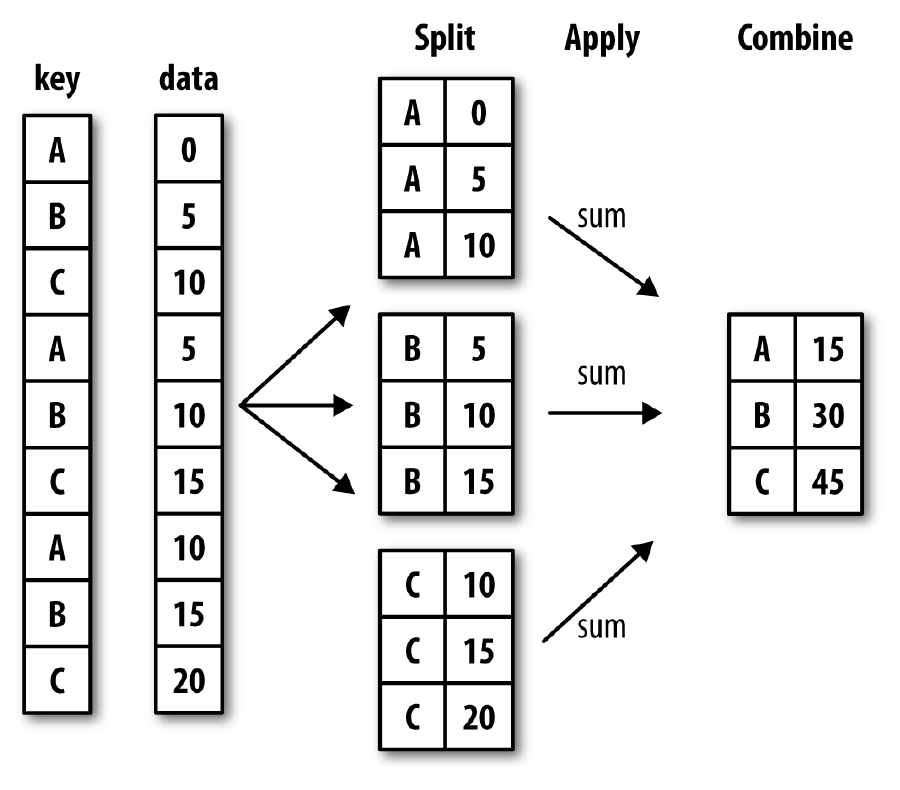 Split Apply Combine
key data
A 0
B 5
C 10
A 5
B 10
C 15
A 10
B 15
C 20
A 0
A 5
A 10
B 5
B 10
B 15
C 10
C 15
C 20
sum
sum
sum
A 15
B 30
C 45